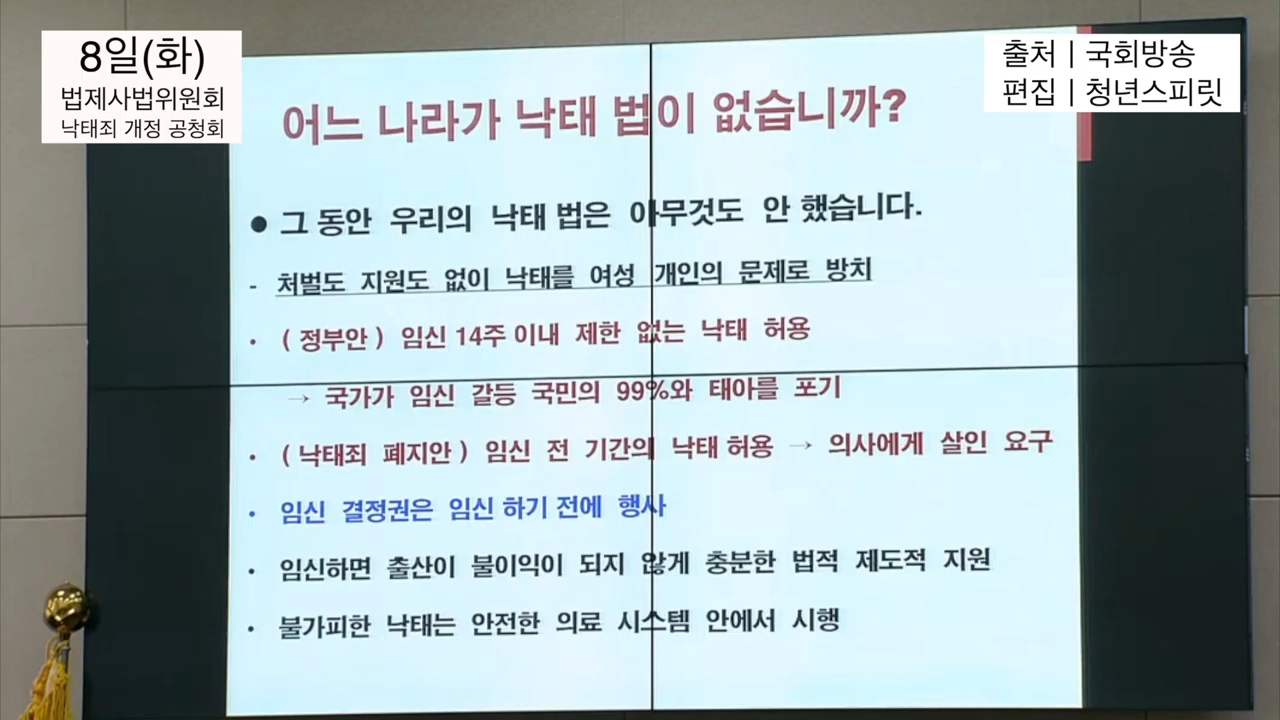 8일(화)
법제사법위원회
낙태죄 개정 공청회
출처 | 국회방송
편집 | 청년스피릿
어느 나라가 낙태 법이 없습니까?
● 그 동안 우리의 낙태 법은 아무것도 안 했습니다.
- 처벌도 지원도 없이 낙태를 여성 개인의 문제로 방치
• ( 정부안 ) 임신 14주 이내 제한 없는 낙태 허용
→ 국가가 임신 갈등 국민의 99%와 태아를 포기
• ( 낙태죄 폐지안 ) 임신 전 기간의 낙태 허용 → 의사에게 살인 요구
• 임신 결정권은 임신 하기 전에 행사
• 임신하면 출산이 불이익이 되지 않게 충분한 법적 제도적 지원
• 불가피한 낙태는 안전한 의료 시스템 안에서 시행